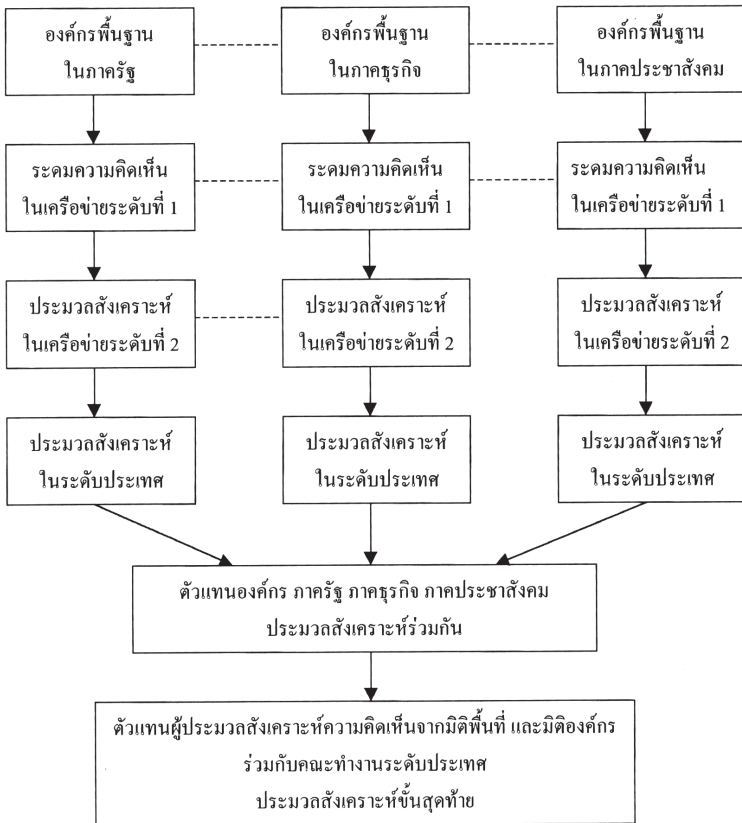 องค์กรพื้นฐาน
ในภาครัฐ
องค์กรพื้นฐาน
ในภาคธุรกิจ
องค์กรพื้นฐาน
ในภาคประชาสังคม
ระดมความคิดเห็น
ในเครือข่ายระดับที่ 1
ระดมความคิดเห็น
ในเครือข่ายระดับที่ 1
ระดมความคิดเห็น
ในเครือข่ายระดับที่ 1
ประมวลสังเคราะห์
ในเครือข่ายระดับที่ 2
ประมวลสังเคราะห์
ในเครือข่ายระดับที่ 2
ประมวลสังเคราะห์
ในเครือข่ายระดับที่ 2
ประมวลสังเคราะห์
ในระดับประเทศ
ประมวลสังเคราะห์
ในระดับประเทศ
ประมวลสังเคราะห์
ในระดับประเทศ
ตัวแทนองค์กร ภาครัฐ ภาคธุรกิจ ภาคประชาสังคม
ประมวลสังเคราะห์ร่วมกัน
ตัวแทนผู้ประมวลสังเคราะห์ความคิดเห็นจากมิติพื้นที่ และมิติองค์กร
ร่วมกับคณะทำงานระดับประเทศ
ประมวลสังเคราะห์ขั้นสุดท้าย